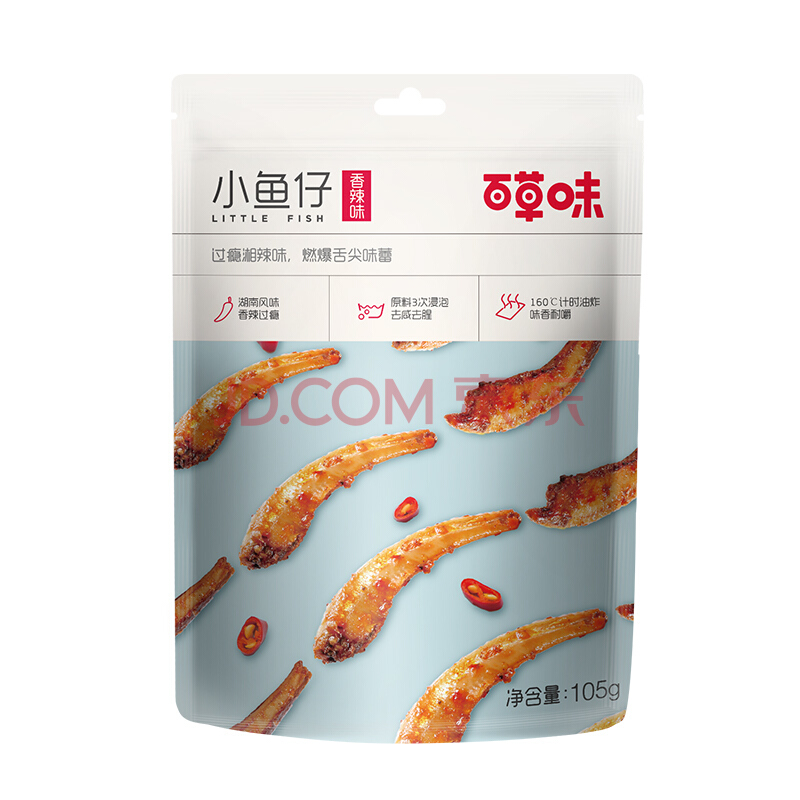 小鱼仔
香辣味
LITTLE FISH
百草味
过瘾湘辣味，燃爆舌尖味蕾
湖南风味
香辣过瘾
原料3次浸泡
去咸去腥
160℃计时油炸
味香耐嚼
JD.COM 京东
净含量：105g